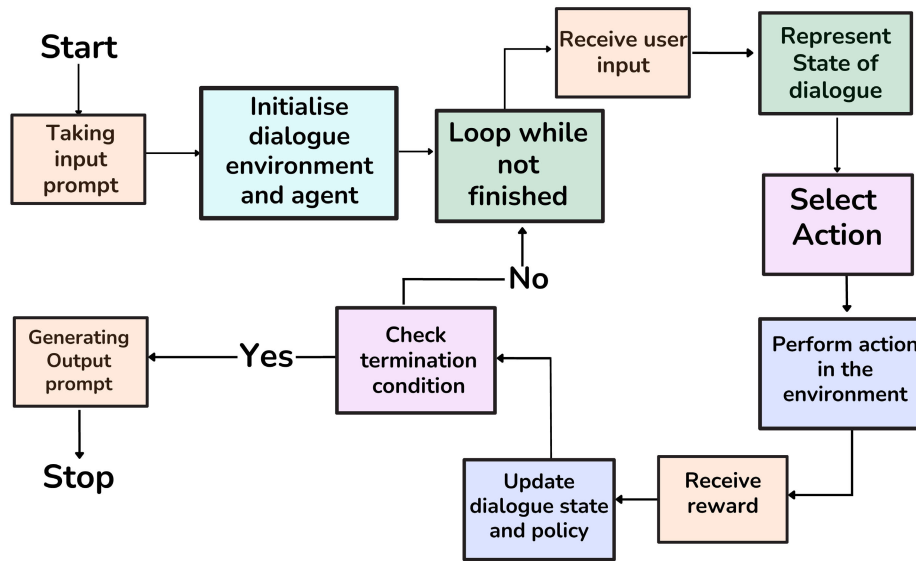 Start
Taking
input
prompt
Initialise
dialogue
environment
and agent
Loop while
not
finished
Receive user
input
Represent
State of
dialogue
Select
Action
Perform action
in the
environment
Receive
reward
Update
dialogue state
and policy
Check
termination
condition
No
Yes
Generating
Output
prompt
Stop